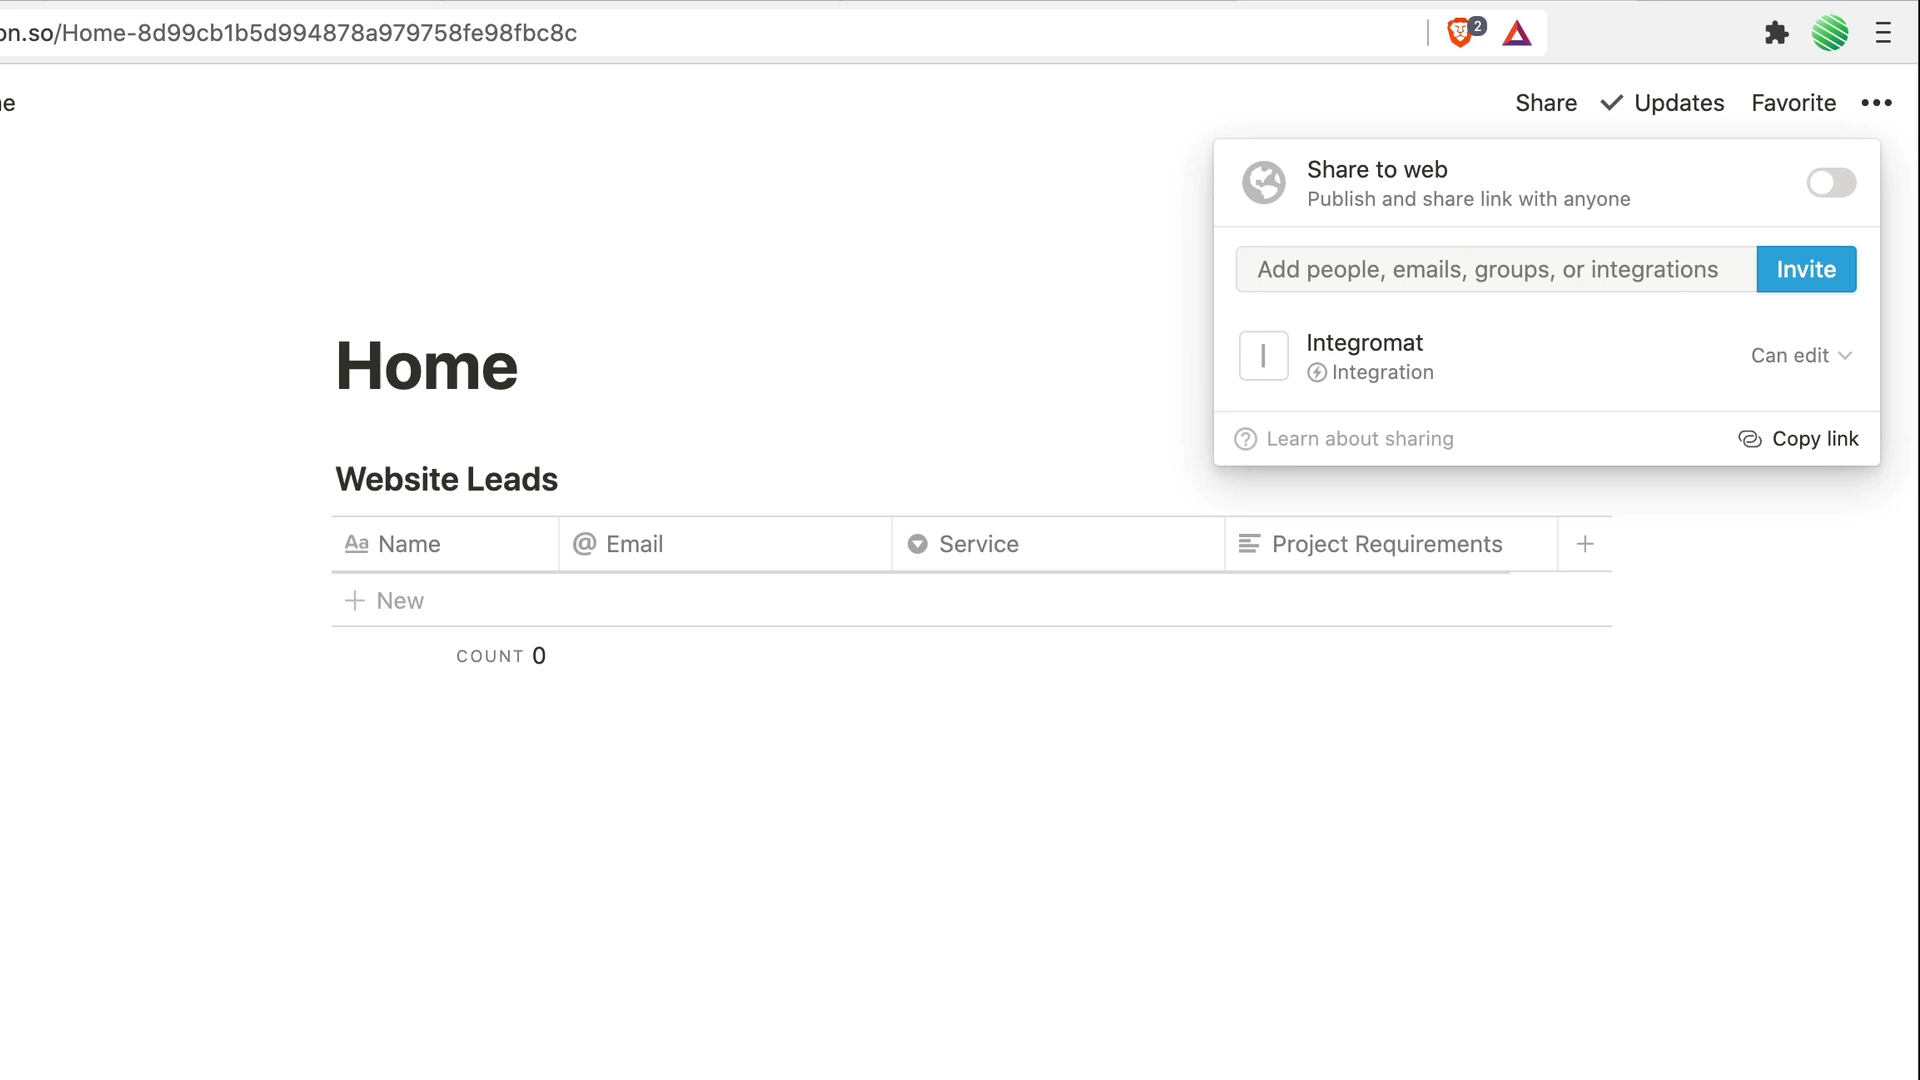 on.so/Home-8d99cb1b5d994878a979758fe98fbc8c
2
e
Share
Updates
Favorite
Share to web
Publish and share link with anyone
Add people, emails, groups, or integrations
Invite
I
Integromat
Integration
Can edit
Learn about sharing
Copy link
Home
Website Leads
Aa Name
@ Email
Service
Project Requirements
+
+ New
COUNT 0